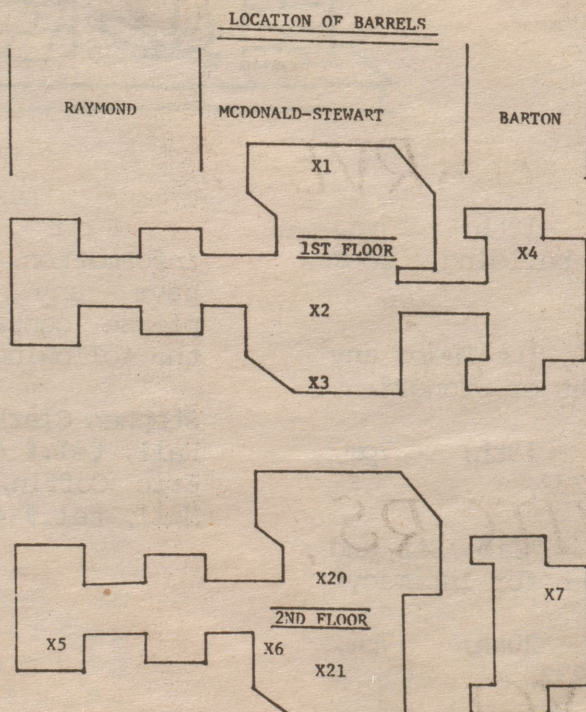 LOCATION OF BARRELS
RAYMOND MCDONALD-STEWART BARTON
X1
1ST FLOOR X4
X2
X3
X20
X7
2ND FLOOR
X5 X6
X21